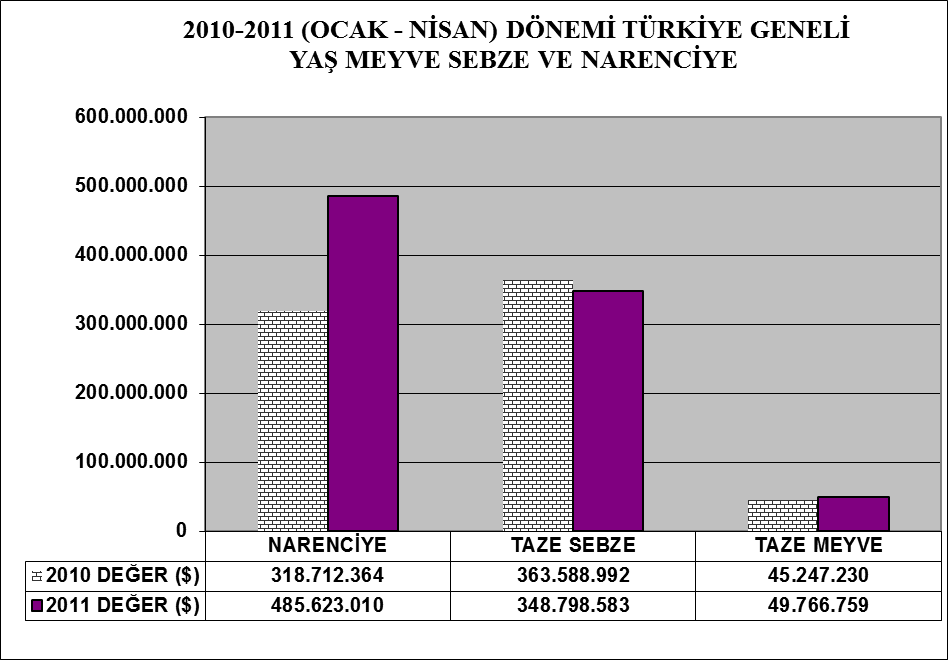 2010-2011 (OCAK - NİSAN) DÖNEMİ TÜRKİYE GENELİ
YAŞ MEYVE SEBZE VE NARENCİYE
600.000.000
500.000.000
400.000.000
300.000.000
200.000.000
100.000.000
0
NARENCİYE TAZE SEBZE TAZE MEYVE
2010 DEĞER ($) 318.712.364 363.588.992 45.247.230
2011 DEĞER ($) 485.623.010 348.798.583 49.766.759